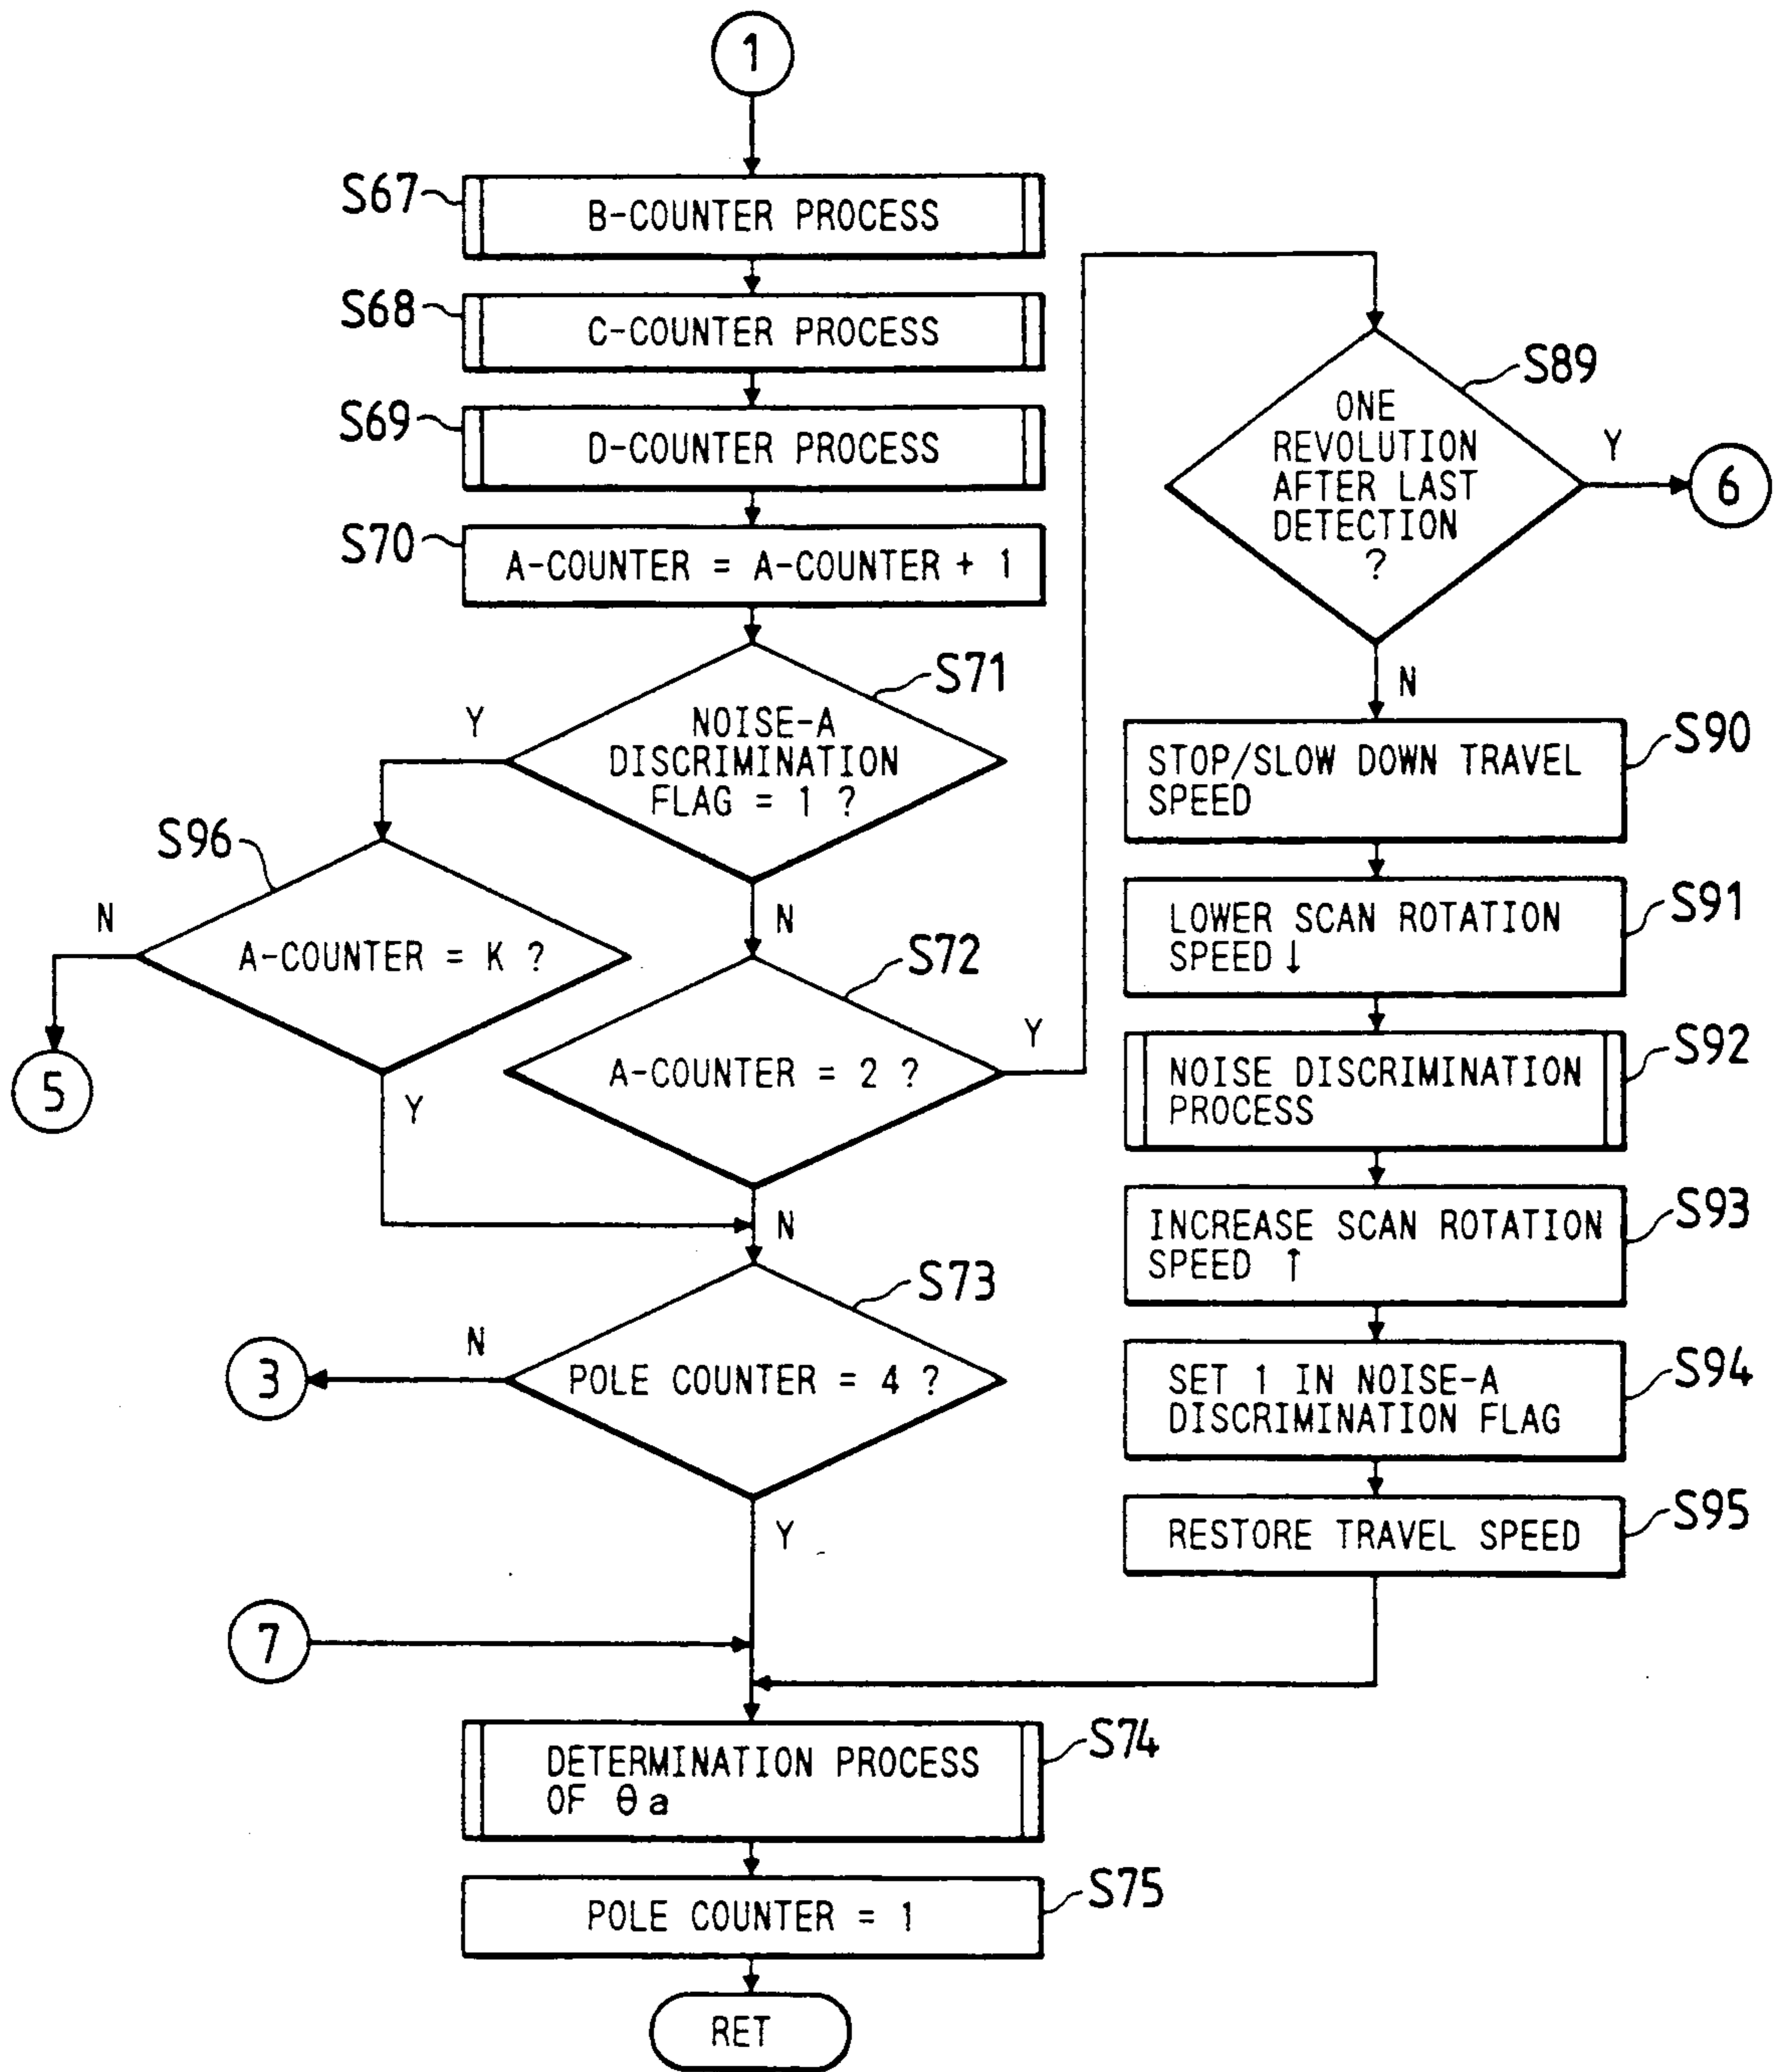 1
S67
B-COUNTER PROCESS
S68
C-COUNTER PROCESS
S69
D-COUNTER PROCESS
S70
A-COUNTER = A-COUNTER + 1
S71
NOISE-A
DISCRIMINATION
FLAG = 1 ?
Y
N
S96
A-COUNTER = K ?
N
Y
5
S72
A-COUNTER = 2 ?
Y
N
S73
POLE COUNTER = 4 ?
N
3
Y
7
S74
DETERMINATION PROCESS
OF θa
S75
POLE COUNTER = 1
RET
S89
ONE
REVOLUTION
AFTER LAST
DETECTION
?
Y
6
N
S90
STOP/SLOW DOWN TRAVEL
SPEED
S91
LOWER SCAN ROTATION
SPEED ↓
S92
NOISE DISCRIMINATION
PROCESS
S93
INCREASE SCAN ROTATION
SPEED ↑
S94
SET 1 IN NOISE-A
DISCRIMINATION FLAG
S95
RESTORE TRAVEL SPEED